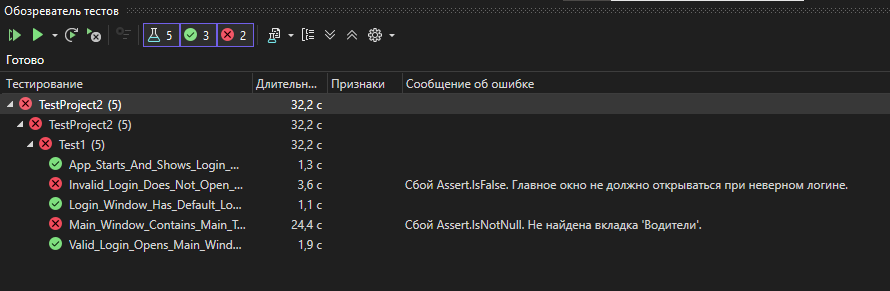 Обозреватель тестов
5 3 2
Готово
Тестирование Длительн... Признаки Сообщение об ошибке
TestProject2 (5) 32,2 с
TestProject2 (5) 32,2 с
Test1 (5) 32,2 с
App_Starts_And_Shows_Login_... 1,3 с
Invalid_Login_Does_Not_Open_... 3,6 с Сбой Assert.IsFalse. Главное окно не должно открываться при неверном логине.
Login_Window_Has_Default_Lo... 1,1 с
Main_Window_Contains_Main_T... 24,4 с Сбой Assert.IsNotNull. Не найдена вкладка 'Водители'.
Valid_Login_Opens_Main_Wind... 1,9 с